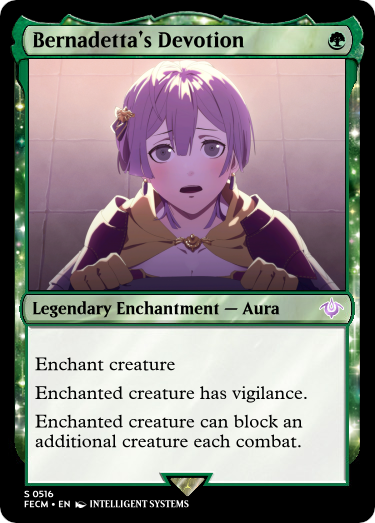 Bernadetta's Devotion
Legendary Enchantment — Aura
Enchant creature
Enchanted creature has vigilance.
Enchanted creature can block an
additional creature each combat.
S 0516
FECM • EN INTELLIGENT SYSTEMS